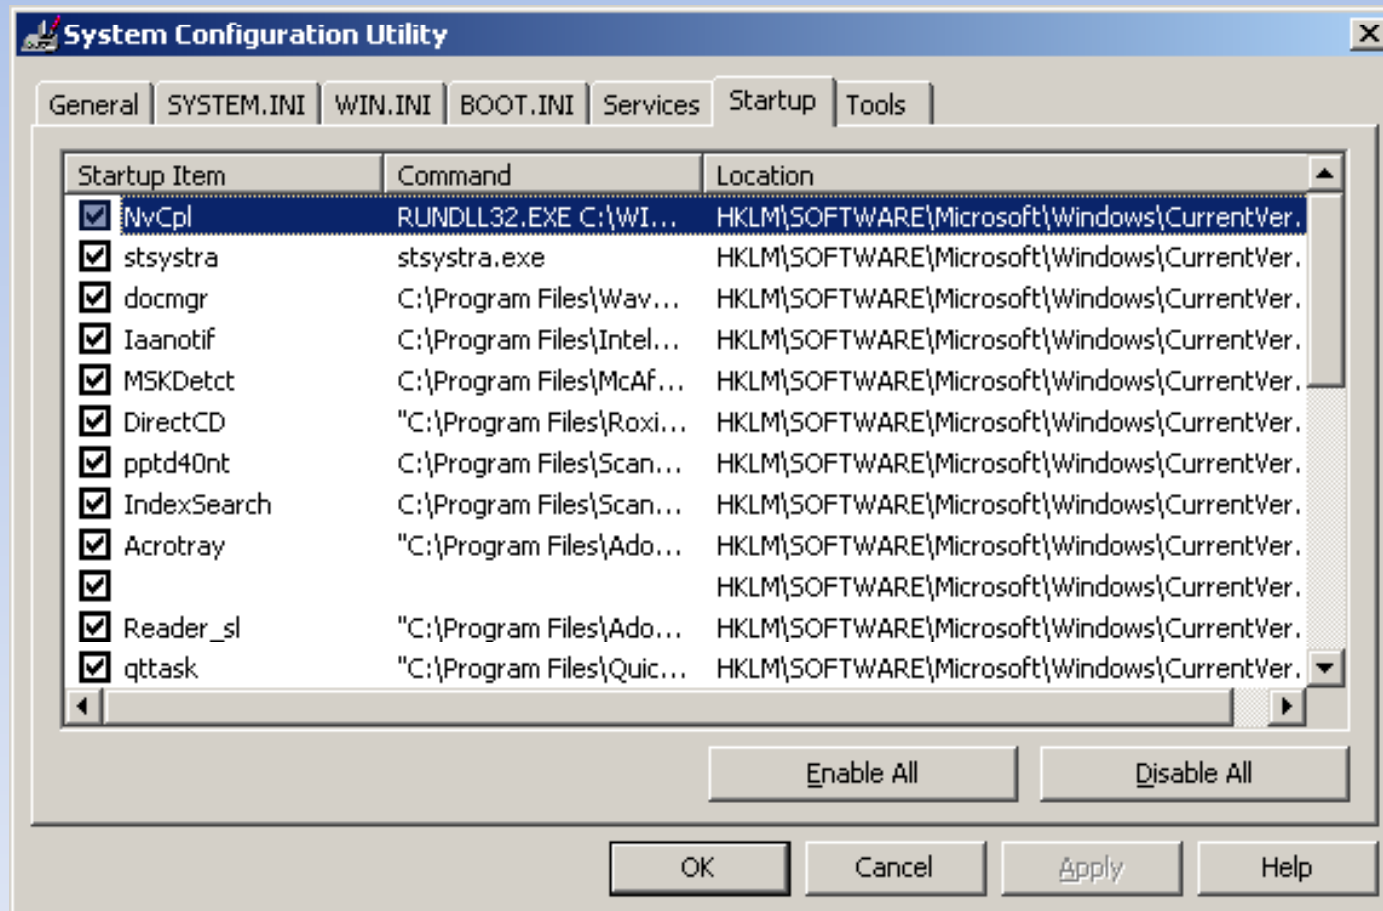 System Configuration Utility
General SYSTEM.INI WIN.INI BOOT.INI Services Startup Tools
Startup Item Command Location
NvCpl RUNDLL32.EXE C:\WI... HKLM\SOFTWARE\Microsoft\Windows\CurrentVer.
stsystra stsystra.exe HKLM\SOFTWARE\Microsoft\Windows\CurrentVer.
docmgr C:\Program Files\Wav... HKLM\SOFTWARE\Microsoft\Windows\CurrentVer.
Iaanotif C:\Program Files\Intel... HKLM\SOFTWARE\Microsoft\Windows\CurrentVer.
MSKDetct C:\Program Files\McAf... HKLM\SOFTWARE\Microsoft\Windows\CurrentVer.
DirectCD "C:\Program Files\Roxi... HKLM\SOFTWARE\Microsoft\Windows\CurrentVer.
pptd40nt C:\Program Files\Scan... HKLM\SOFTWARE\Microsoft\Windows\CurrentVer.
IndexSearch C:\Program Files\Scan... HKLM\SOFTWARE\Microsoft\Windows\CurrentVer.
Acrotray "C:\Program Files\Ado... HKLM\SOFTWARE\Microsoft\Windows\CurrentVer.
HKLM\SOFTWARE\Microsoft\Windows\CurrentVer.
Reader_sl "C:\Program Files\Ado... HKLM\SOFTWARE\Microsoft\Windows\CurrentVer.
qttask "C:\Program Files\Quic... HKLM\SOFTWARE\Microsoft\Windows\CurrentVer.
Enable All Disable All
OK Cancel Apply Help